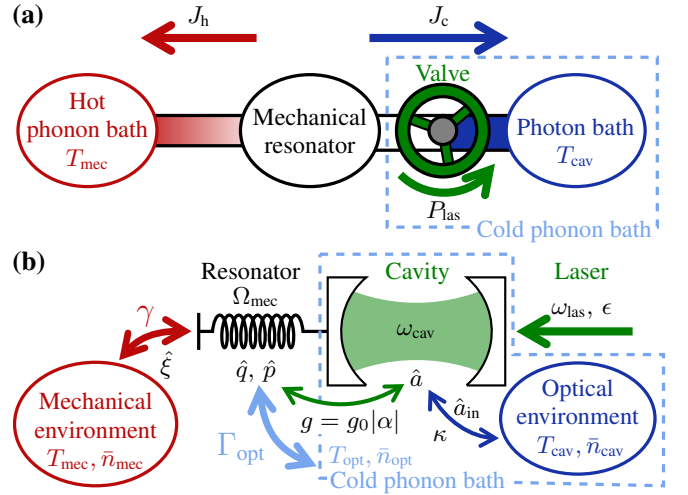 (a)
J_h
J_c
Valve
Hot
phonon bath
T_mec
Mechanical
resonator
Photon bath
T_cav
P_las
Cold phonon bath
(b)
Resonator
Ω_mec
Cavity
Laser
γ
ω_cav
ω_las, ϵ
ξ̂
q̂, p̂
â
Mechanical
environment
T_mec, n̄_mec
Γ_opt
g = g_0|α|
κ
â_in
Optical
environment
T_cav, n̄_cav
T_opt, n̄_opt
Cold phonon bath